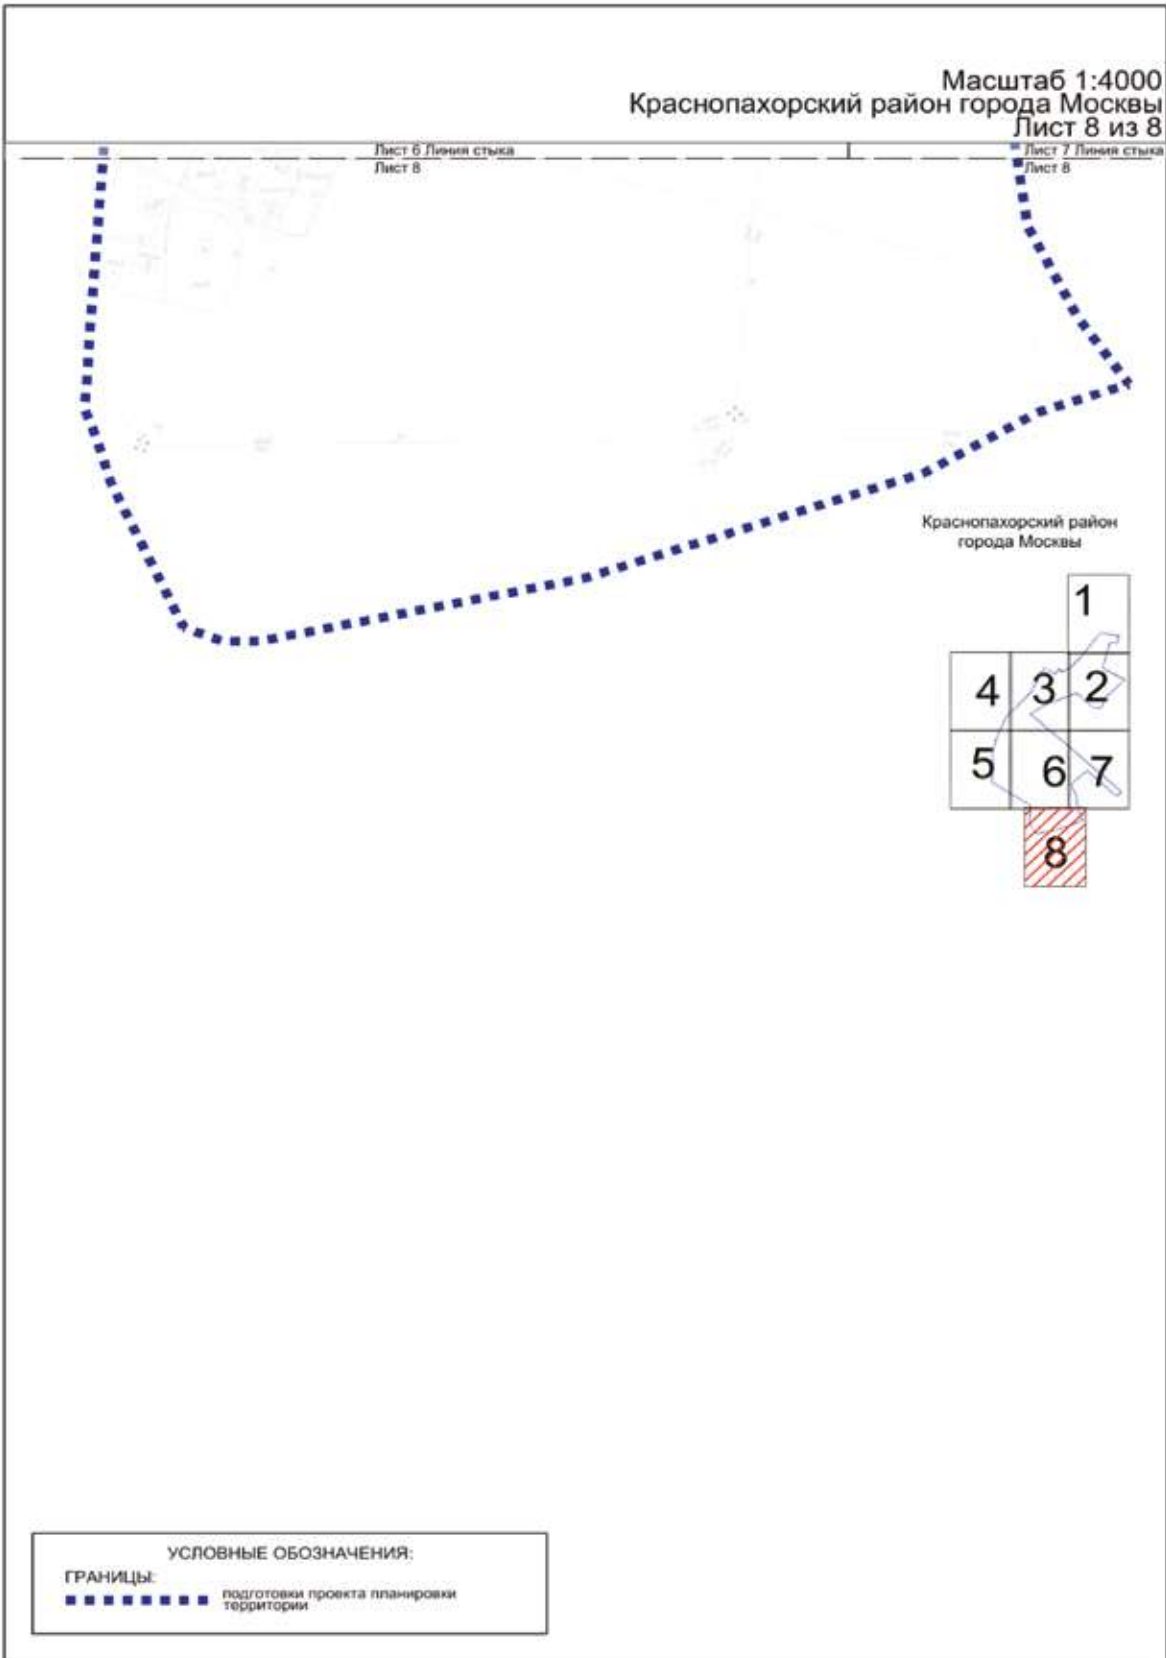 Масштаб 1:4000
Краснопахорский район города Москвы
Лист 8 из 8
Лист 6 Линия стыка
Лист 7 Линия стыка
Лист 8
Лист 8
Краснопахорский район
города Москвы
1
4 3 2
5 6 7
8
УСЛОВНЫЕ ОБОЗНАЧЕНИЯ:
ГРАНИЦЫ:
подготовки проекта планировки
территории